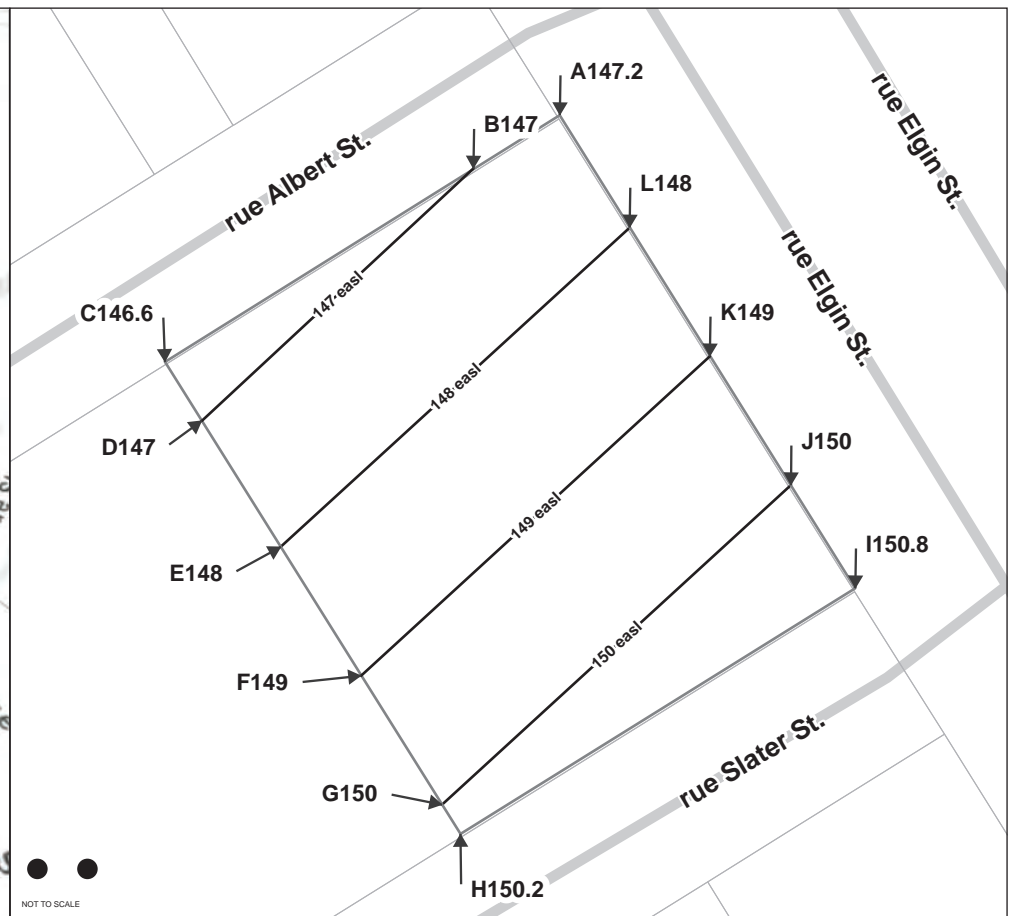 A147.2
B147
rue Elgin St.
rue Albert St.
L148
rue Elgin St.
147 easl
C146.6
K149
148 easl
D147
J150
149 easl
I150.8
E148
150 easl
F149
rue Slater St.
G150
H150.2
NOT TO SCALE